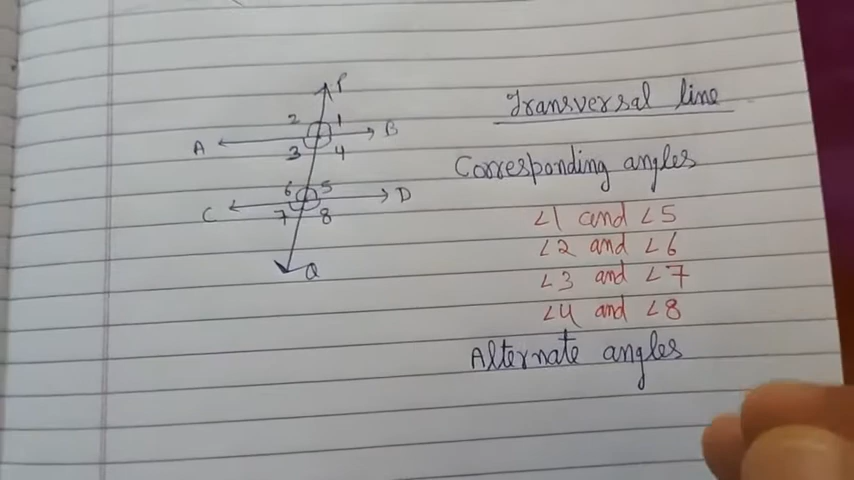 P
2 1
A B
3 4
6 5
C D
7 8
Q
Transversal line
Corresponding angles
∠1 and ∠5
∠2 and ∠6
∠3 and ∠7
∠4 and ∠8
Alternate angles